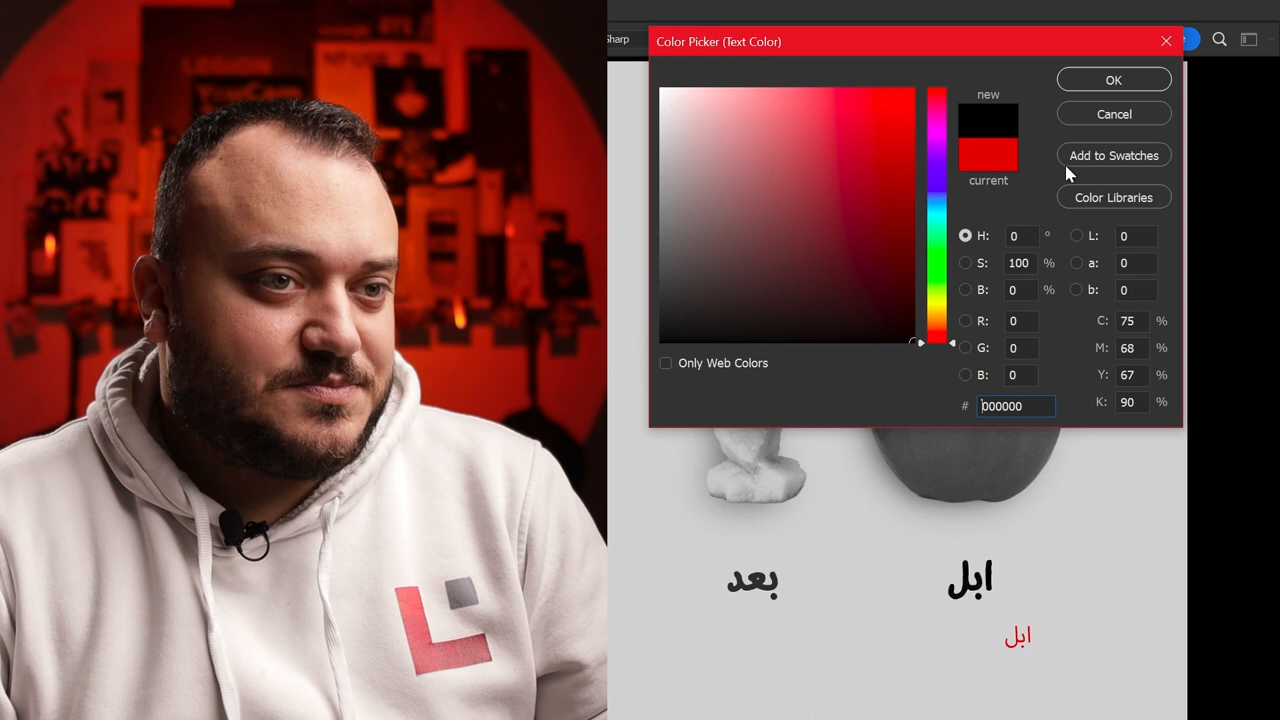 YouCam
Sharp
Color Picker (Text Color)
new
current
OK
Cancel
Add to Swatches
Color Libraries
H: 0 °
S: 100 %
B: 0 %
R: 0
G: 0
B: 0
# 000000
L: 0
a: 0
b: 0
C: 75 %
M: 68 %
Y: 67 %
K: 90 %
Only Web Colors
ابل
بعد
ابل